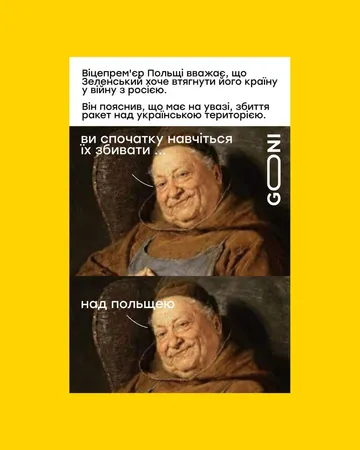 Віцепрем'єр Польщі вважає, що
Зеленський хоче втягнути його країну
у війну з росією.
Він пояснив, що має на увазі, збиття
ракет над українською територією.
ви спочатку навчіться
їх збивати ...
GONI
над польщею